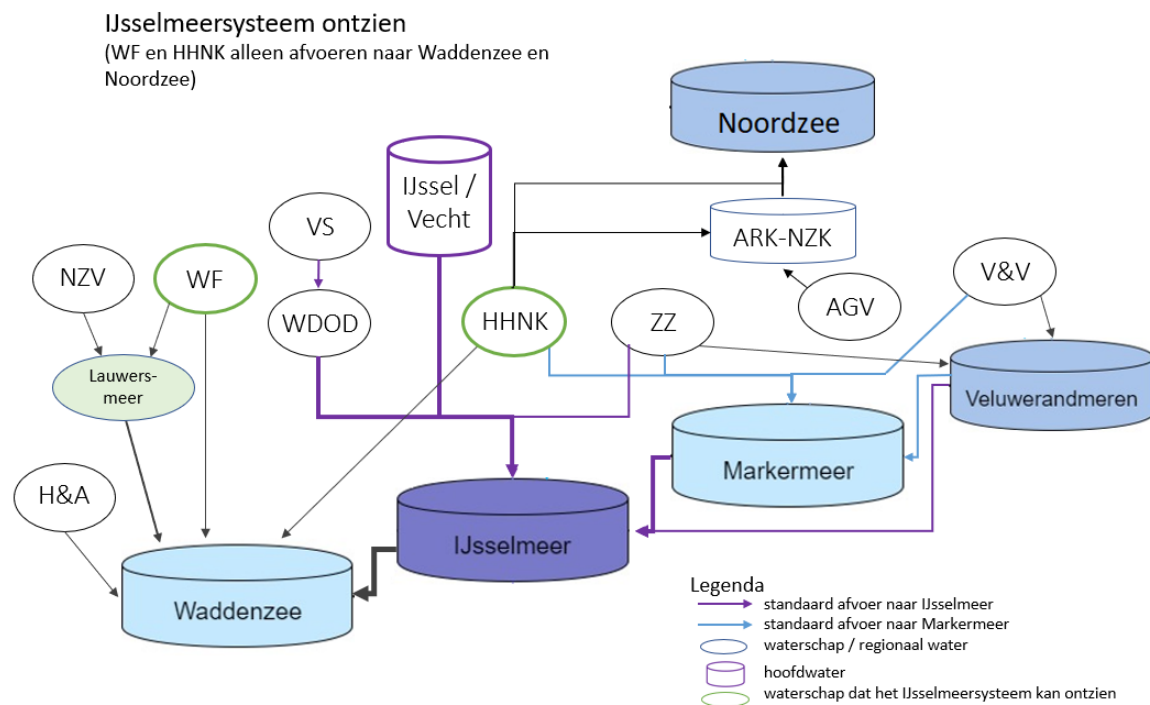 IJsselmeersysteem ontzien
(WF en HHNK alleen afvoeren naar Waddenzee en
Noordzee)
Noordzee
IJssel /
Vecht
VS
ARK-NZK
NZV
WF
V&V
WDOD
HHNK
ZZ
AGV
Lauwers-
meer
Veluwerandmeren
Markermeer
H&A
IJsselmeer
Waddenzee
Legenda
standaard afvoer naar IJsselmeer
standaard afvoer naar Markermeer
waterschap / regionaal water
hoofdwater
waterschap dat het IJsselmeersysteem kan ontzien